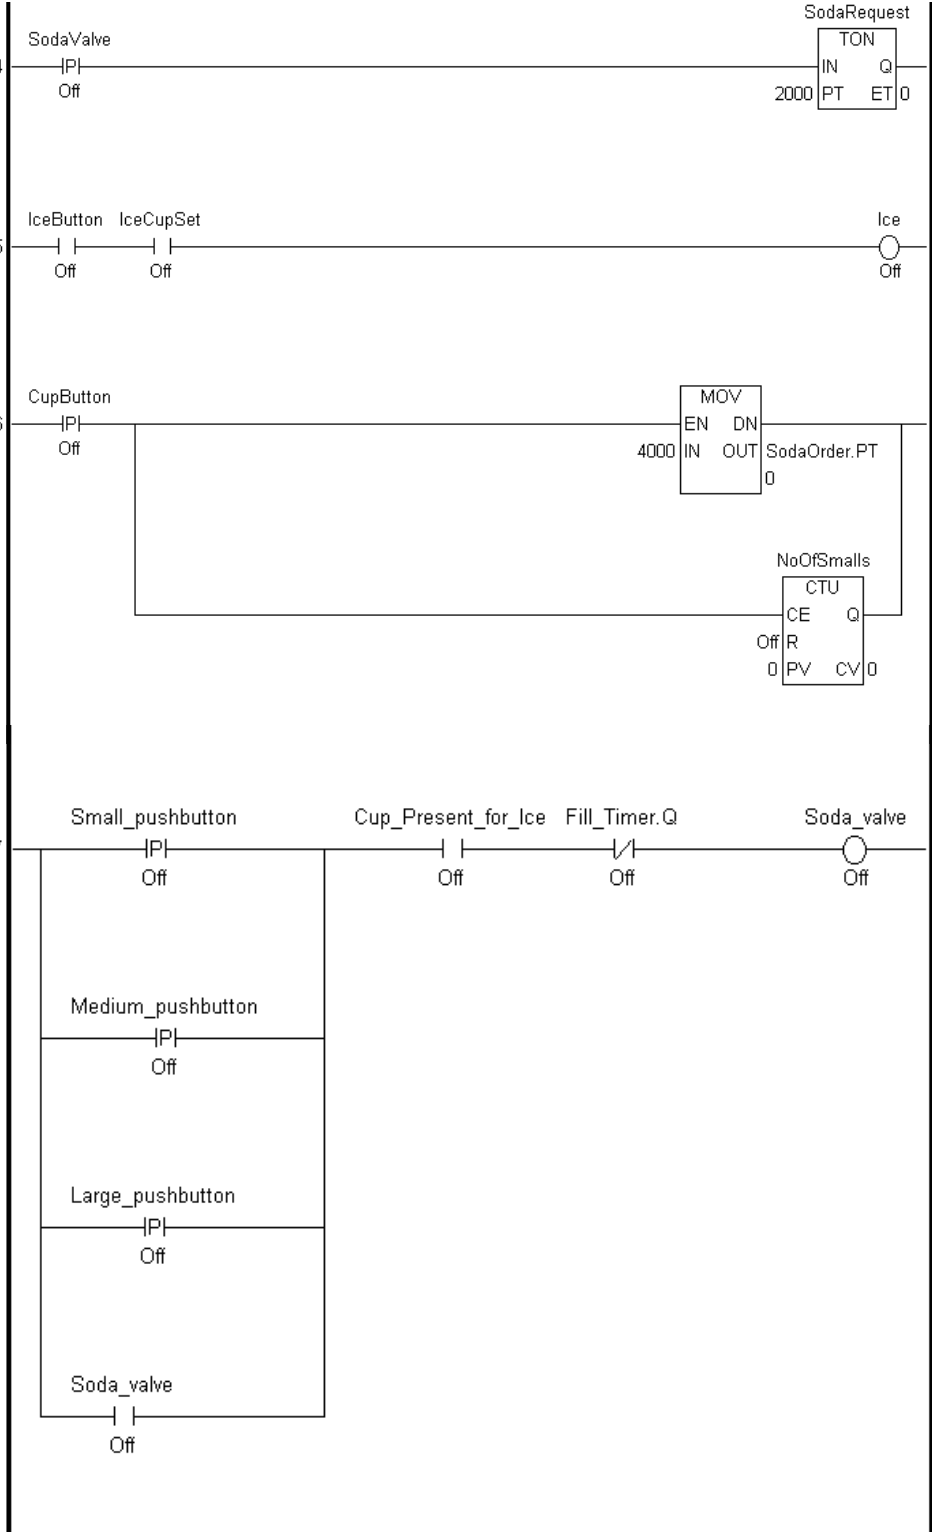 SodaRequest
SodaValve TON
P IN Q
Off 2000 PT ET 0
IceButton IceCupSet Ice
Off Off Off
CupButton MOV
P EN DN
Off 4000 IN OUT SodaOrder.PT
0
NoOfSmalls
CTU
CE Q
Off R
0 PV CV 0
Small_pushbutton Cup_Present_for_Ice Fill_Timer.Q Soda_valve
P
Off Off Off Off
Medium_pushbutton
P
Off
Large_pushbutton
P
Off
Soda_valve
Off